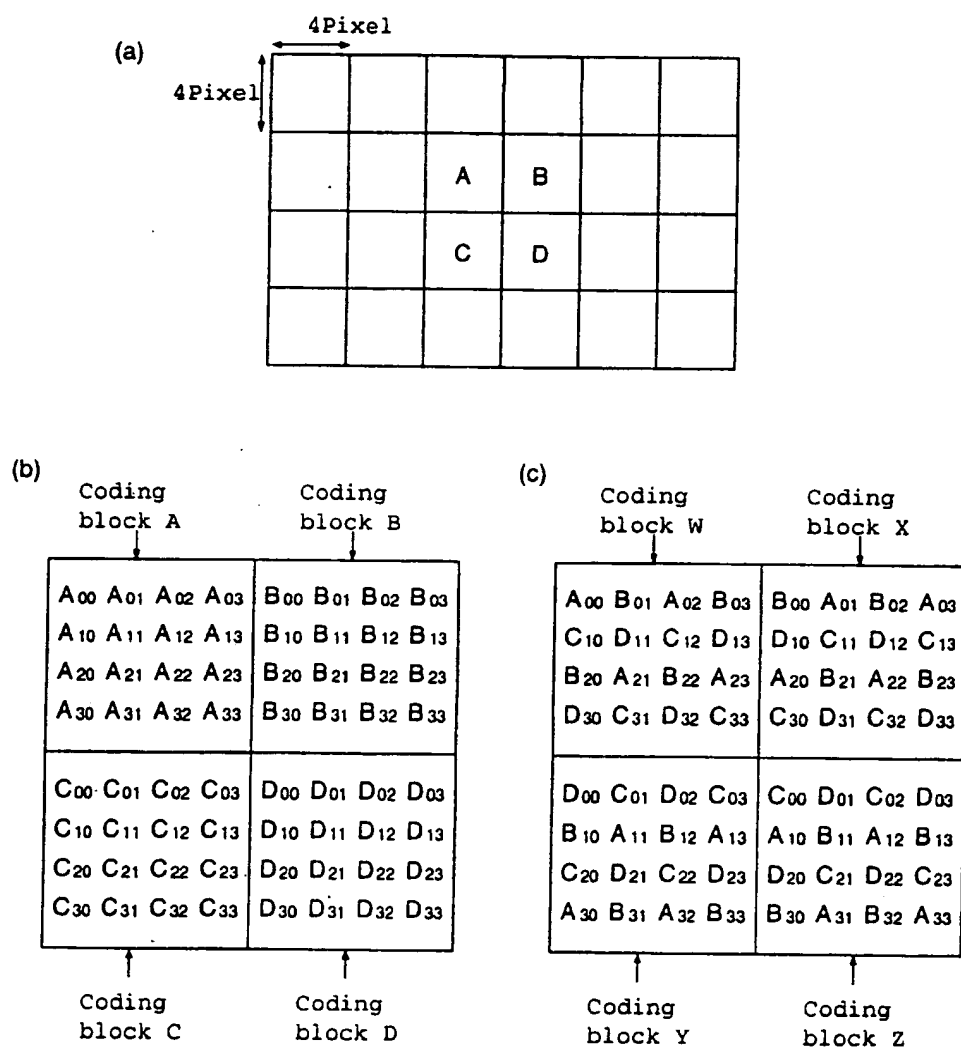 (a)
4Pixel
4Pixel
A B
C D
(b)
Coding block A
Coding block B
A00 A01 A02 A03 B00 B01 B02 B03
A10 A11 A12 A13 B10 B11 B12 B13
A20 A21 A22 A23 B20 B21 B22 B23
A30 A31 A32 A33 B30 B31 B32 B33
C00 C01 C02 C03 D00 D01 D02 D03
C10 C11 C12 C13 D10 D11 D12 D13
C20 C21 C22 C23 D20 D21 D22 D23
C30 C31 C32 C33 D30 D31 D32 D33
Coding block C
Coding block D
(c)
Coding block W
Coding block X
A00 B01 A02 B03 B00 A01 B02 A03
C10 D11 C12 D13 D10 C11 D12 C13
B20 A21 B22 A23 A20 B21 A22 B23
D30 C31 D32 C33 C30 D31 C32 D33
D00 C01 D02 C03 C00 D01 C02 D03
B10 A11 B12 A13 A10 B11 A12 B13
C20 D21 C22 D23 D20 C21 D22 C23
A30 B31 A32 B33 B30 A31 B32 A33
Coding block Y
Coding block Z